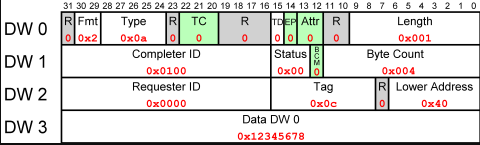 31 30 29 28 27 26 25 24 23 22 21 20 19 18 17 16 15 14 13 12 11 10 9 8 7 6 5 4 3 2 1 0
DW 0 R Fmt Type R TC R TD EP Attr R Length
0 0x2 0x0a 0 0 0 0 0 0 0 0x001
DW 1 Completer ID Status BCM Byte Count
0x0100 0x00 0 0x004
DW 2 Requester ID Tag R Lower Address
0x0000 0x0c 0 0x40
DW 3 Data DW 0
0x12345678